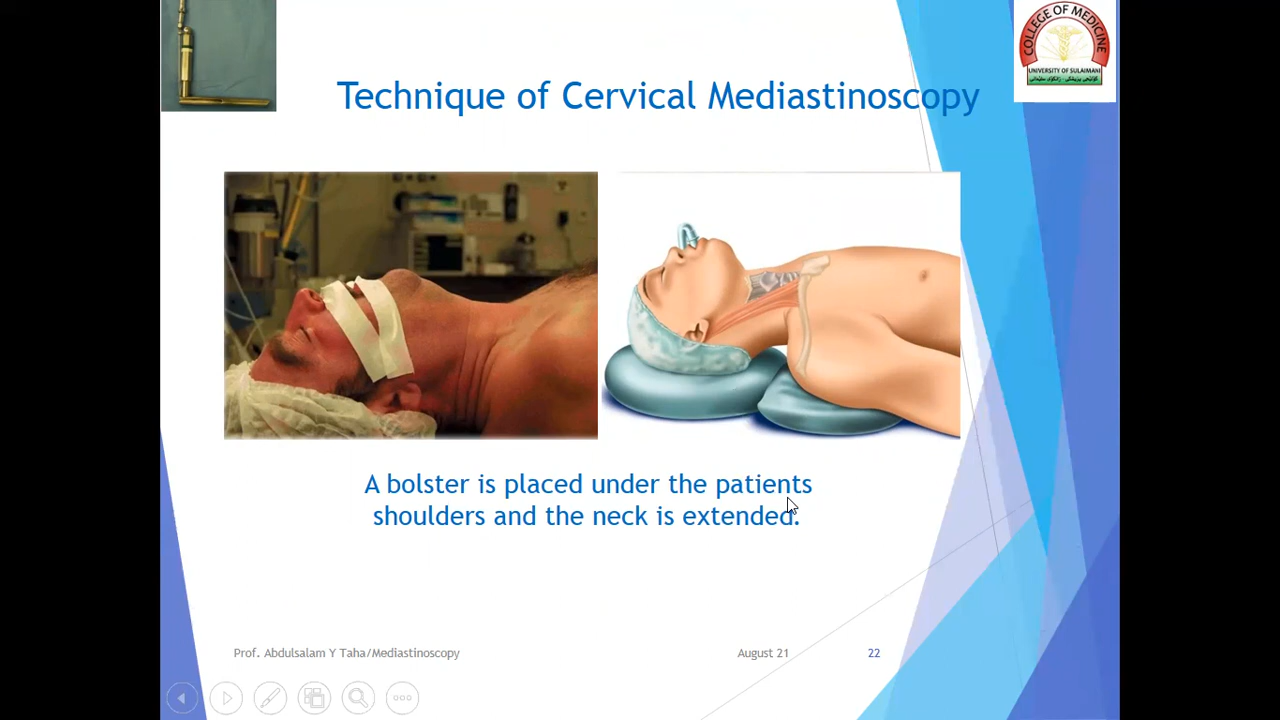 COLLEGE OF MEDICINE
UNIVERSITY OF SULAIMANI
Technique of Cervical Mediastinoscopy
A bolster is placed under the patients
shoulders and the neck is extended.
Prof. Abdulsalam Y Taha/Mediastinoscopy
August 21
22